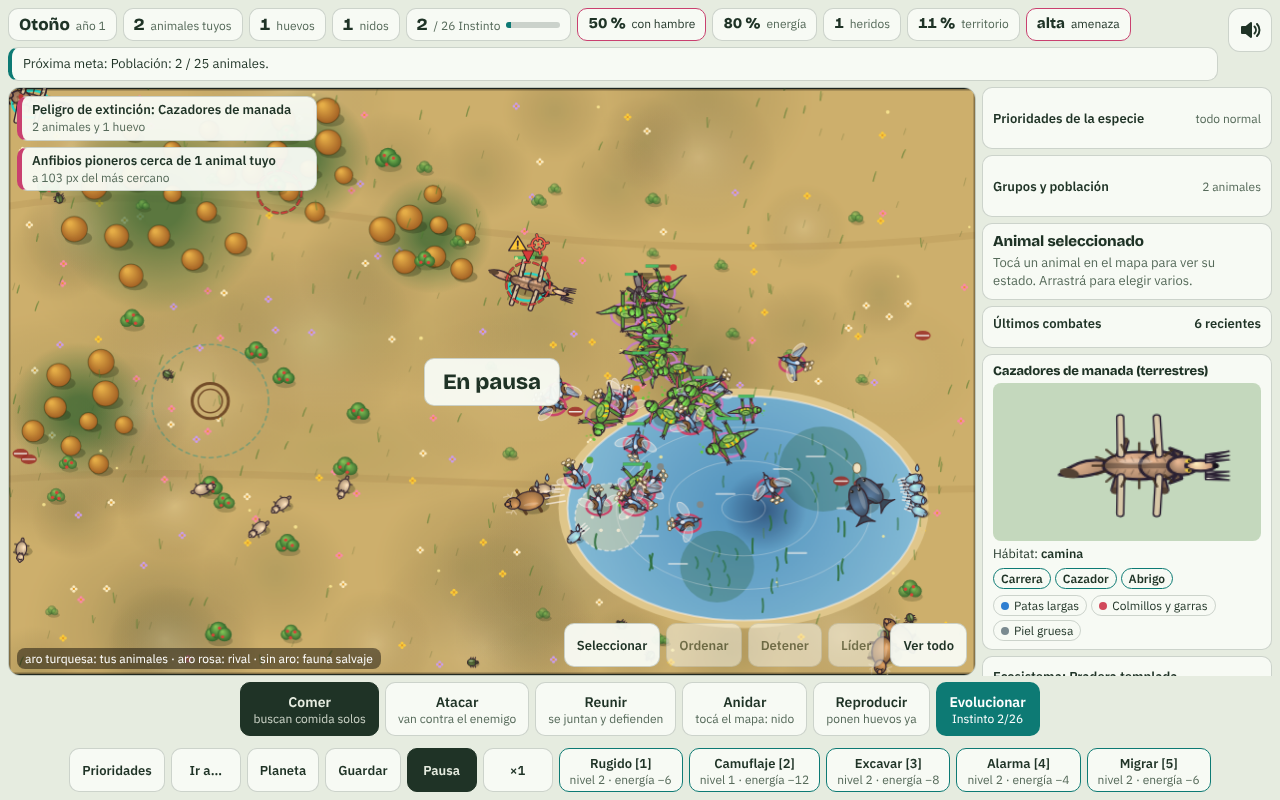 Otoño año 1
2 animales tuyos
1 huevos
1 nidos
2 / 26 Instinto
50 % con hambre
80 % energía
1 heridos
11 % territorio
alta amenaza
Próxima meta: Población: 2 / 25 animales.
Peligro de extinción: Cazadores de manada
2 animales y 1 huevo
Anfibios pioneros cerca de 1 animal tuyo
a 103 px del más cercano
En pausa
aro turquesa: tus animales · aro rosa: rival · sin aro: fauna salvaje
Seleccionar
Ordenar
Detener
Líder
Ver todo
Prioridades de la especie
todo normal
Grupos y población
2 animales
Animal seleccionado
Tocá un animal en el mapa para ver su
estado. Arrastrá para elegir varios.
Últimos combates
6 recientes
Cazadores de manada (terrestres)
Hábitat: camina
Carrera
Cazador
Abrigo
Patas largas
Colmillos y garras
Piel gruesa
Ecosistema: Pradera templada
Comer
buscan comida solos
Atacar
van contra el enemigo
Reunir
se juntan y defienden
Anidar
tocá el mapa: nido
Reproducir
ponen huevos ya
Evolucionar
Instinto 2/26
Prioridades
Ir a...
Planeta
Guardar
Pausa
×1
Rugido [1]
nivel 2 · energía −6
Camuflaje [2]
nivel 1 · energía −12
Excavar [3]
nivel 2 · energía −8
Alarma [4]
nivel 2 · energía −4
Migrar [5]
nivel 2 · energía −6